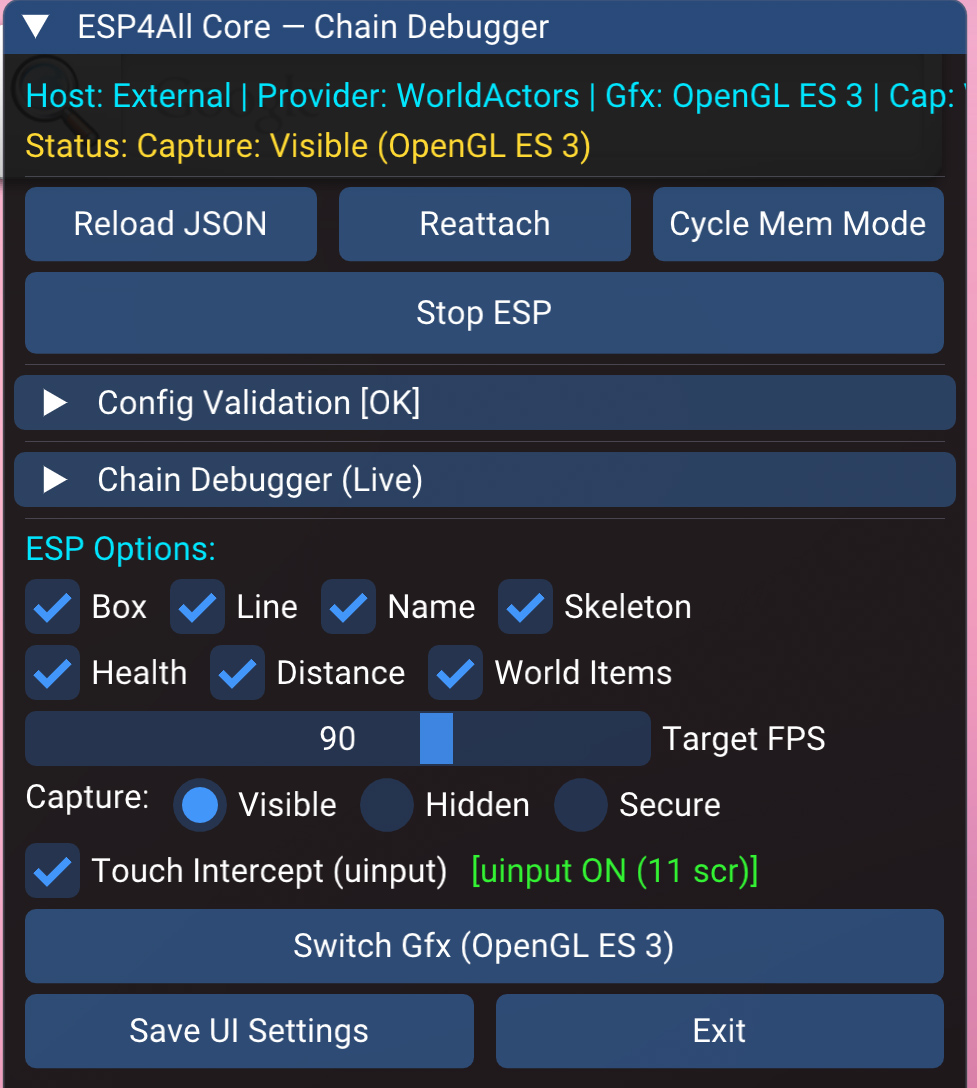 ESP4All Core — Chain Debugger
Host: External | Provider: WorldActors | Gfx: OpenGL ES 3 | Cap:
Status: Capture: Visible (OpenGL ES 3)
Reload JSON Reattach Cycle Mem Mode
Stop ESP
Config Validation [OK]
Chain Debugger (Live)
ESP Options:
Box Line Name Skeleton
Health Distance World Items
90 Target FPS
Capture: Visible Hidden Secure
Touch Intercept (uinput) [uinput ON (11 scr)]
Switch Gfx (OpenGL ES 3)
Save UI Settings Exit